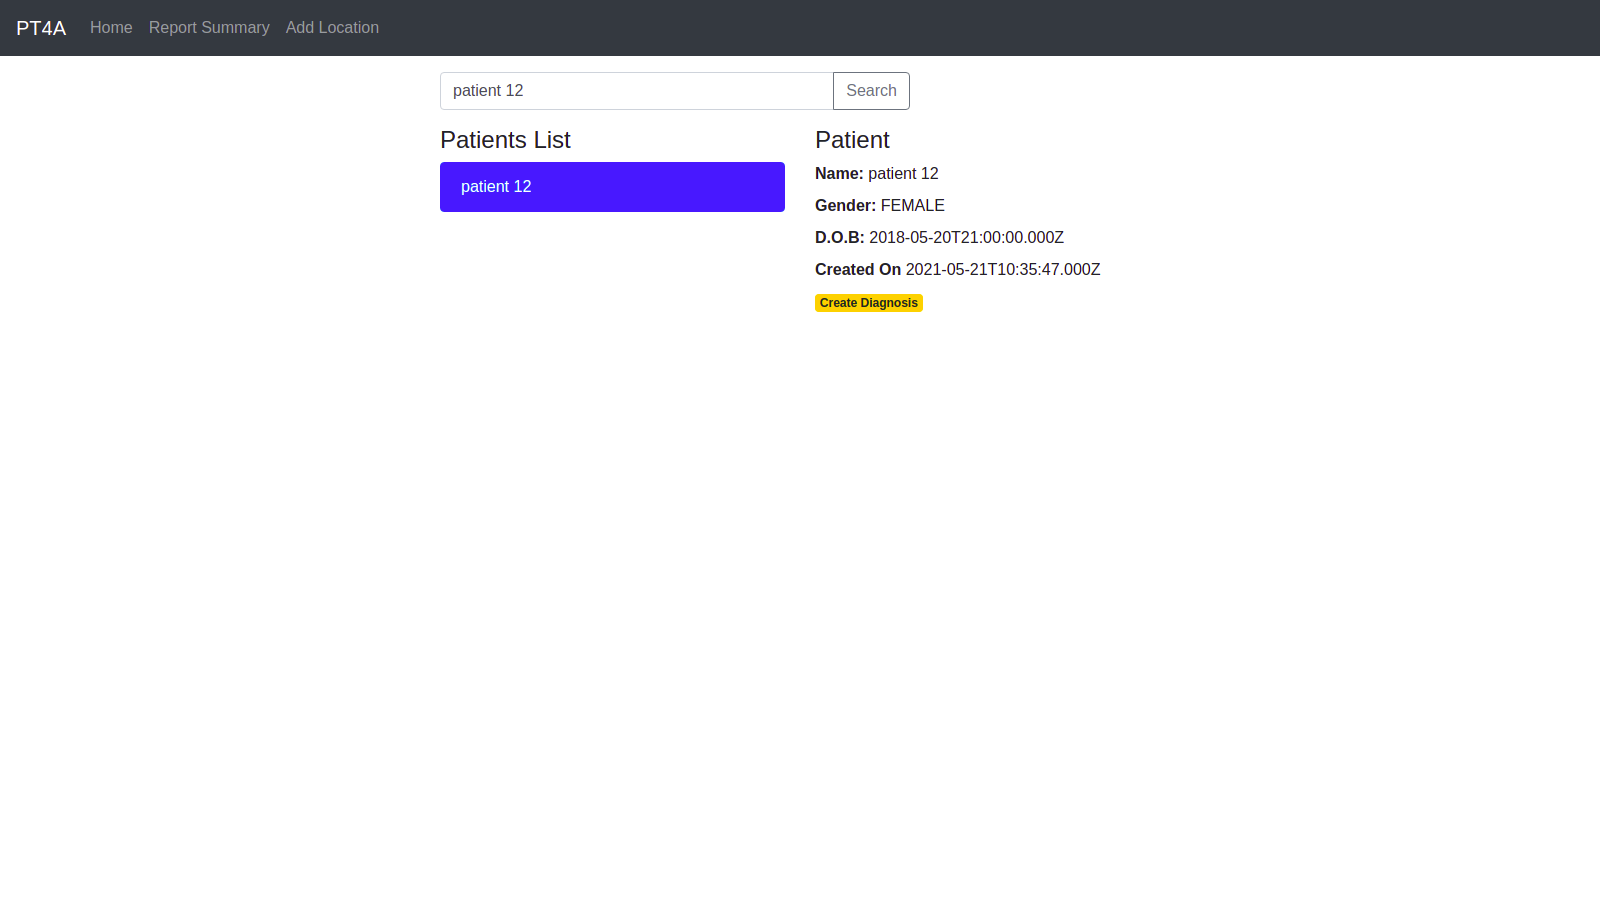 PT4A Home Report Summary Add Location
patient 12 Search
Patients List
patient 12
Patient
Name: patient 12
Gender: FEMALE
D.O.B: 2018-05-20T21:00:00.000Z
Created On 2021-05-21T10:35:47.000Z
Create Diagnosis